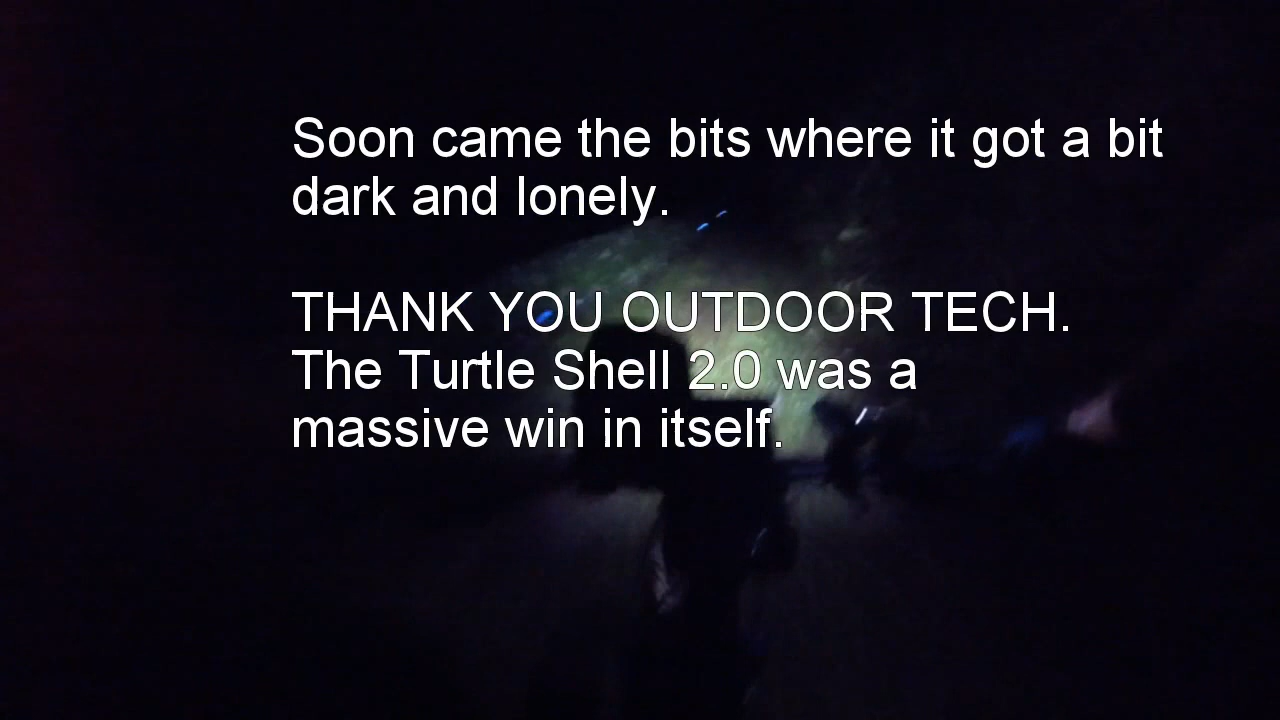 Soon came the bits where it got a bit
dark and lonely.
THANK YOU OUTDOOR TECH.
The Turtle Shell 2.0 was a
massive win in itself.